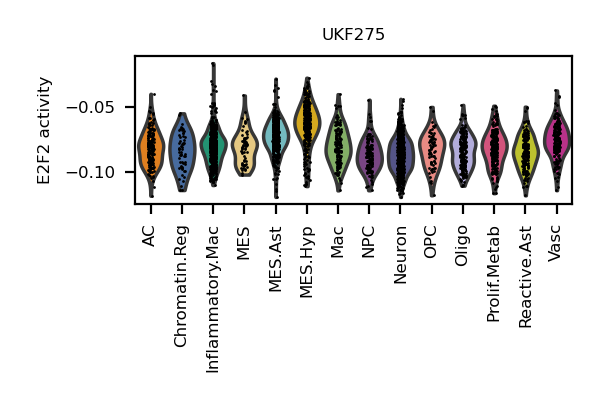 UKF275
E2F2 activity
−0.05
−0.10
AC
Chromatin.Reg
Inflammatory.Mac
MES
MES.Ast
MES.Hyp
Mac
NPC
Neuron
OPC
Oligo
Prolif.Metab
Reactive.Ast
Vasc